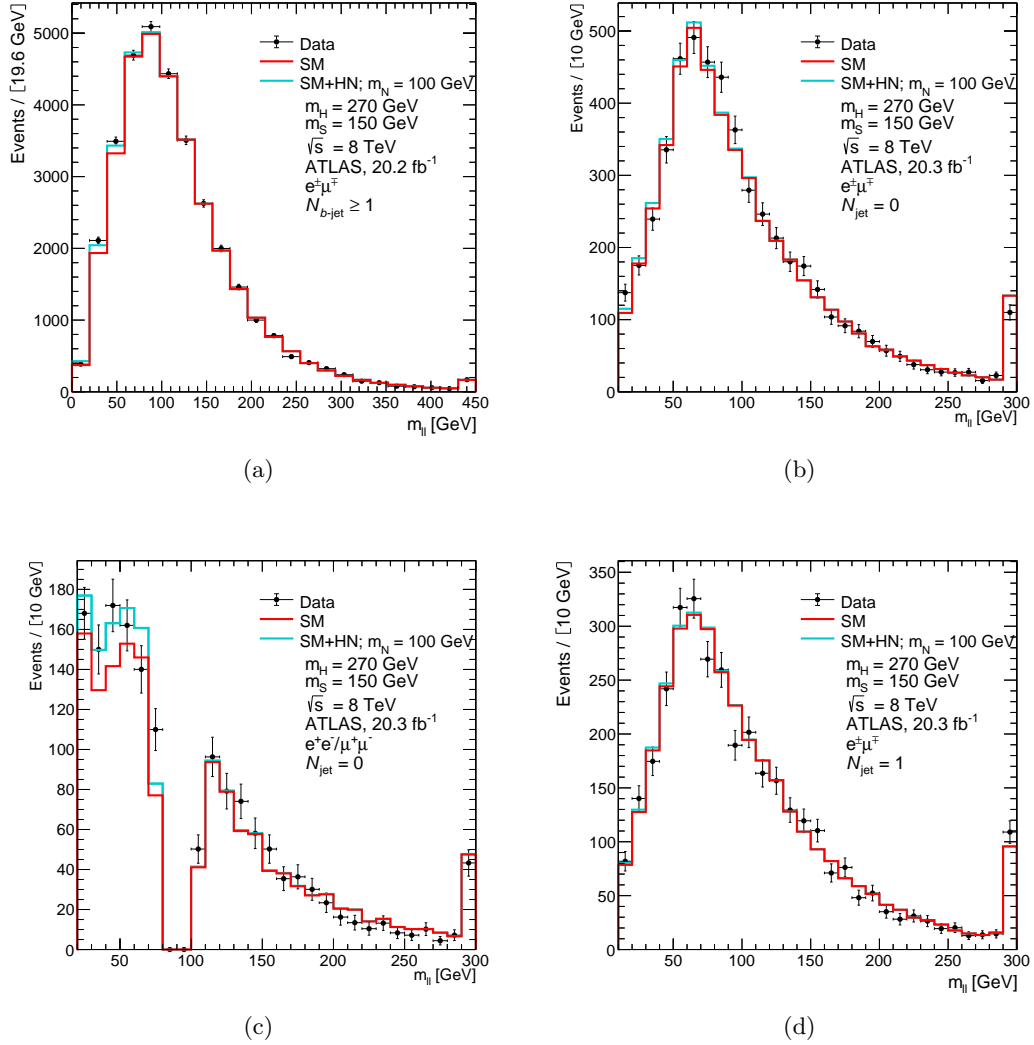 Events / [19.6 GeV]
5000
4000
3000
2000
1000
0
0 50 100 150 200 250 300 350 400 450
m_ll [GeV]
Data
SM
SM+HN; m_N = 100 GeV
m_H = 270 GeV
m_S = 150 GeV
√s = 8 TeV
ATLAS, 20.2 fb⁻¹
e±μ∓
N_b-jet ≥ 1
(a)
Events / [10 GeV]
500
400
300
200
100
0
50 100 150 200 250 300
m_ll [GeV]
Data
SM
SM+HN; m_N = 100 GeV
m_H = 270 GeV
m_S = 150 GeV
√s = 8 TeV
ATLAS, 20.3 fb⁻¹
e±μ∓
N_jet = 0
(b)
Events / [10 GeV]
180
160
140
120
100
80
60
40
20
0
50 100 150 200 250 300
m_ll [GeV]
Data
SM
SM+HN; m_N = 100 GeV
m_H = 270 GeV
m_S = 150 GeV
√s = 8 TeV
ATLAS, 20.3 fb⁻¹
e⁺e⁻/μ⁺μ⁻
N_jet = 0
(c)
Events / [10 GeV]
350
300
250
200
150
100
50
0
50 100 150 200 250 300
m_ll [GeV]
Data
SM
SM+HN; m_N = 100 GeV
m_H = 270 GeV
m_S = 150 GeV
√s = 8 TeV
ATLAS, 20.3 fb⁻¹
e±μ∓
N_jet = 1
(d)